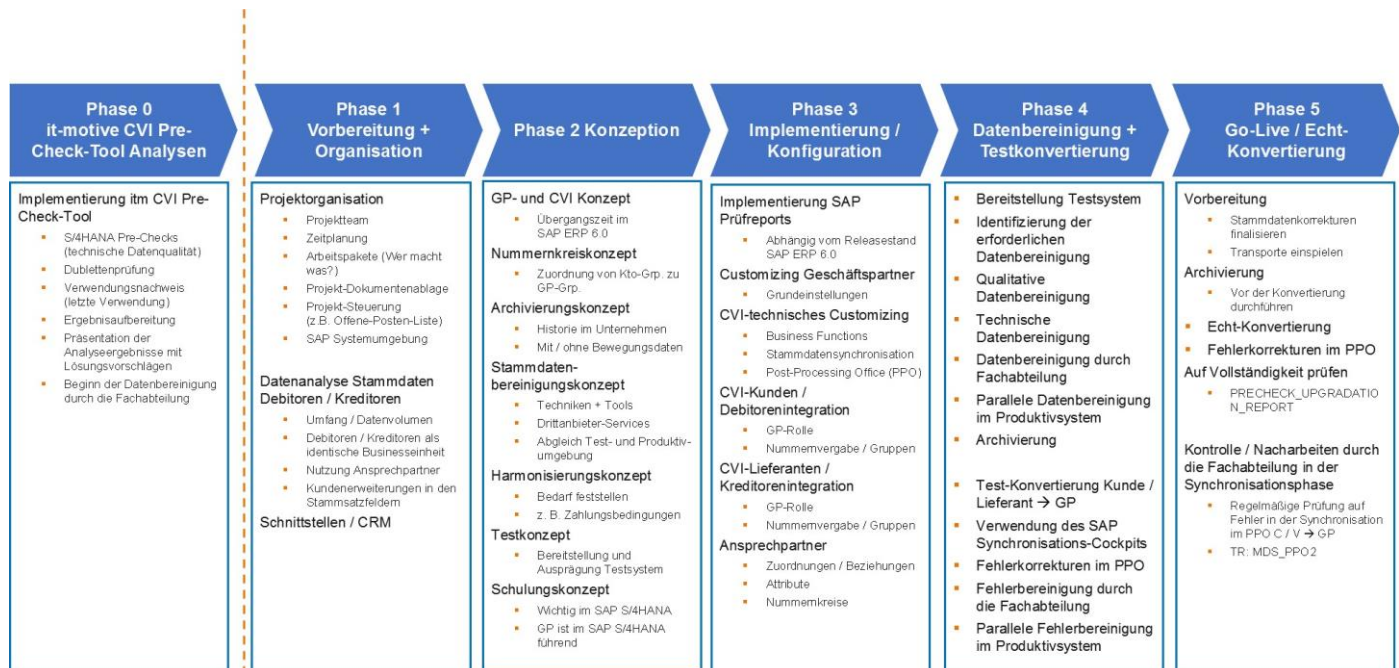 Phase 0
it-motive CVI Pre-
Check-Tool Analysen
Implementierung itm CVI Pre-
Check-Tool
S/4HANA Pre-Checks
(technische Datenqualität)
Dublettenprüfung
Verwendungsnachweis
(letzte Verwendung)
Ergebnisaufbereitung
Präsentation der
Analyseergebnisse mit
Lösungsvorschlägen
Beginn der Datenbereinigung
durch die Fachabteilung
Phase 1
Vorbereitung +
Organisation
Projektorganisation
Projektteam
Zeitplanung
Arbeitspakete (Wer macht
was?)
Projekt-Dokumentenablage
Projekt-Steuerung
(z.B. Offene-Posten-Liste)
SAP Systemumgebung
Datenanalyse Stammdaten
Debitoren / Kreditoren
Umfang / Datenvolumen
Debitoren / Kreditoren als
identische Businesseinheit
Nutzung Ansprechpartner
Kundenerweiterungen in den
Stammsatzfeldern
Schnittstellen / CRM
Phase 2 Konzeption
GP- und CVI Konzept
Übergangszeit im
SAP ERP 6.0
Nummernkreiskonzept
Zuordnung von Kto-Grp. zu
GP-Grp.
Archivierungskonzept
Historie im Unternehmen
Mit / ohne Bewegungsdaten
Stammdaten-
bereinigungskonzept
Techniken + Tools
Drittanbieter-Services
Abgleich Test- und Produktiv-
umgebung
Harmonisierungskonzept
Bedarf feststellen
z. B. Zahlungsbedingungen
Testkonzept
Bereitstellung und
Ausprägung Testsystem
Schulungskonzept
Wichtig im SAP S/4HANA
GP ist im SAP S/4HANA
führend
Phase 3
Implementierung /
Konfiguration
Implementierung SAP
Prüfreports
Abhängig vom Releasestand
SAP ERP 6.0
Customizing Geschäftspartner
Grundeinstellungen
CVI-technisches Customizing
Business Functions
Stammdatensynchronisation
Post-Processing Office (PPO)
CVI-Kunden /
Debitorenintegration
GP-Rolle
Nummernvergabe / Gruppen
CVI-Lieferanten /
Kreditorenintegration
GP-Rolle
Nummernvergabe / Gruppen
Ansprechpartner
Zuordnungen / Beziehungen
Attribute
Nummernkreise
Phase 4
Datenbereinigung +
Testkonvertierung
Bereitstellung Testsystem
Identifizierung der
erforderlichen
Datenbereinigung
Qualitative
Datenbereinigung
Technische
Datenbereinigung
Datenbereinigung durch
Fachabteilung
Parallele Datenbereinigung
im Produktivsystem
Archivierung
Test-Konvertierung Kunde /
Lieferant → GP
Verwendung des SAP
Synchronisations-Cockpits
Fehlerkorrekturen im PPO
Fehlerbereinigung durch
die Fachabteilung
Parallele Fehlerbereinigung
im Produktivsystem
Phase 5
Go-Live / Echt-
Konvertierung
Vorbereitung
Stammdatenkorrekturen
finalisieren
Transporte einspielen
Archivierung
Vor der Konvertierung
durchführen
Echt-Konvertierung
Fehlerkorrekturen im PPO
Auf Vollständigkeit prüfen
PRECHECK_UPGRADATIO
N_REPORT
Kontrolle / Nacharbeiten durch
die Fachabteilung in der
Synchronisationsphase
Regelmäßige Prüfung auf
Fehler in der Synchronisation
im PPO C / V → GP
TR: MDS_PPO2